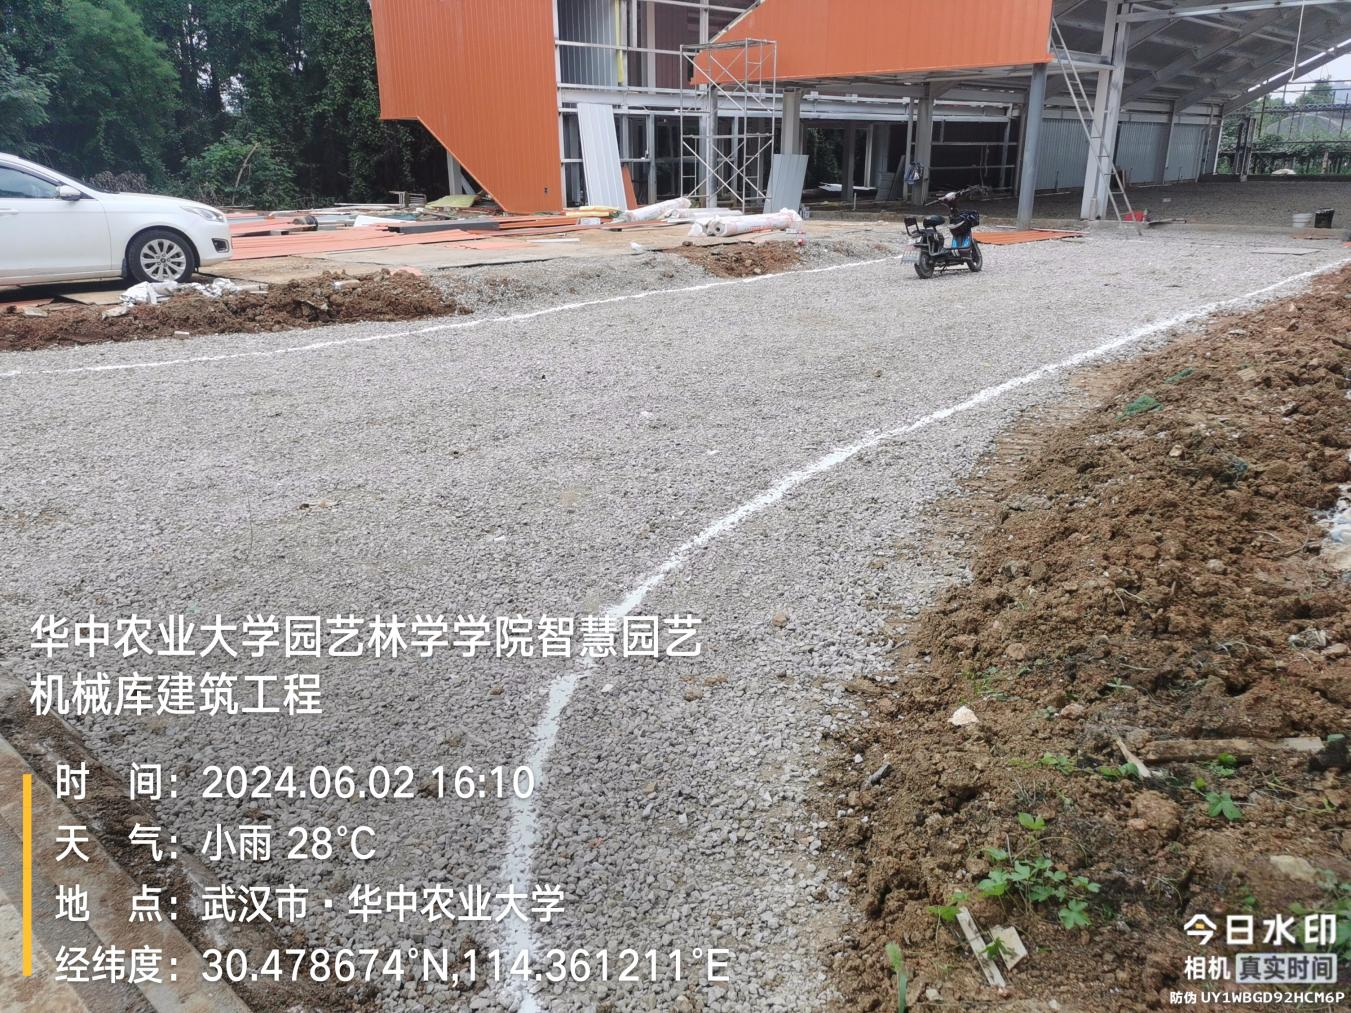 华中农业大学园艺林学学院智慧园艺
机械库建筑工程
时 间：2024.06.02 16:10
天 气：小雨 28°C
地 点：武汉市·华中农业大学
经纬度：30.478674°N,114.361211°E
今日水印
相机 真实时间
防伪 UY1WBGD92HCM6P